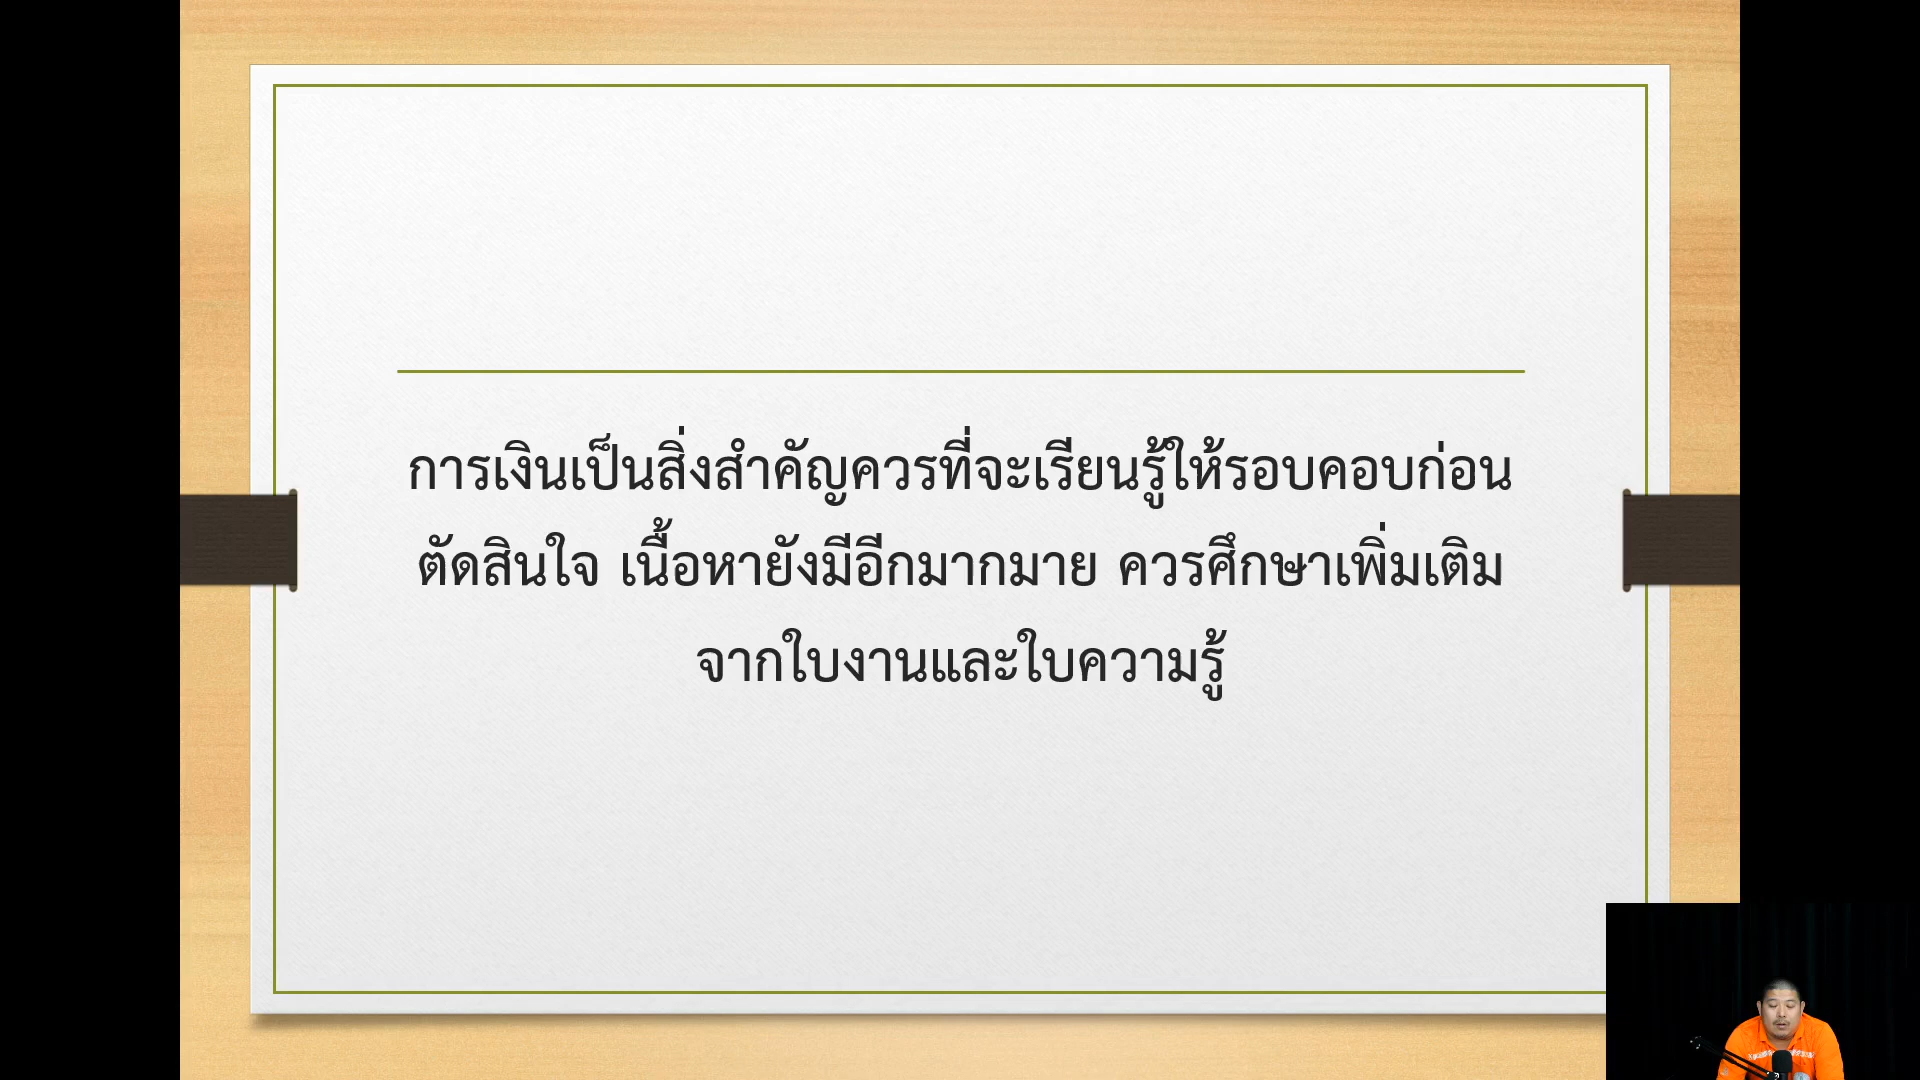 การเงินเป็นสิ่งสำคัญควรที่จะเรียนรู้ให้รอบคอบก่อน
ตัดสินใจ เนื้อหายังมีอีกมากมาย ควรศึกษาเพิ่มเติม
จากใบงานและใบความรู้